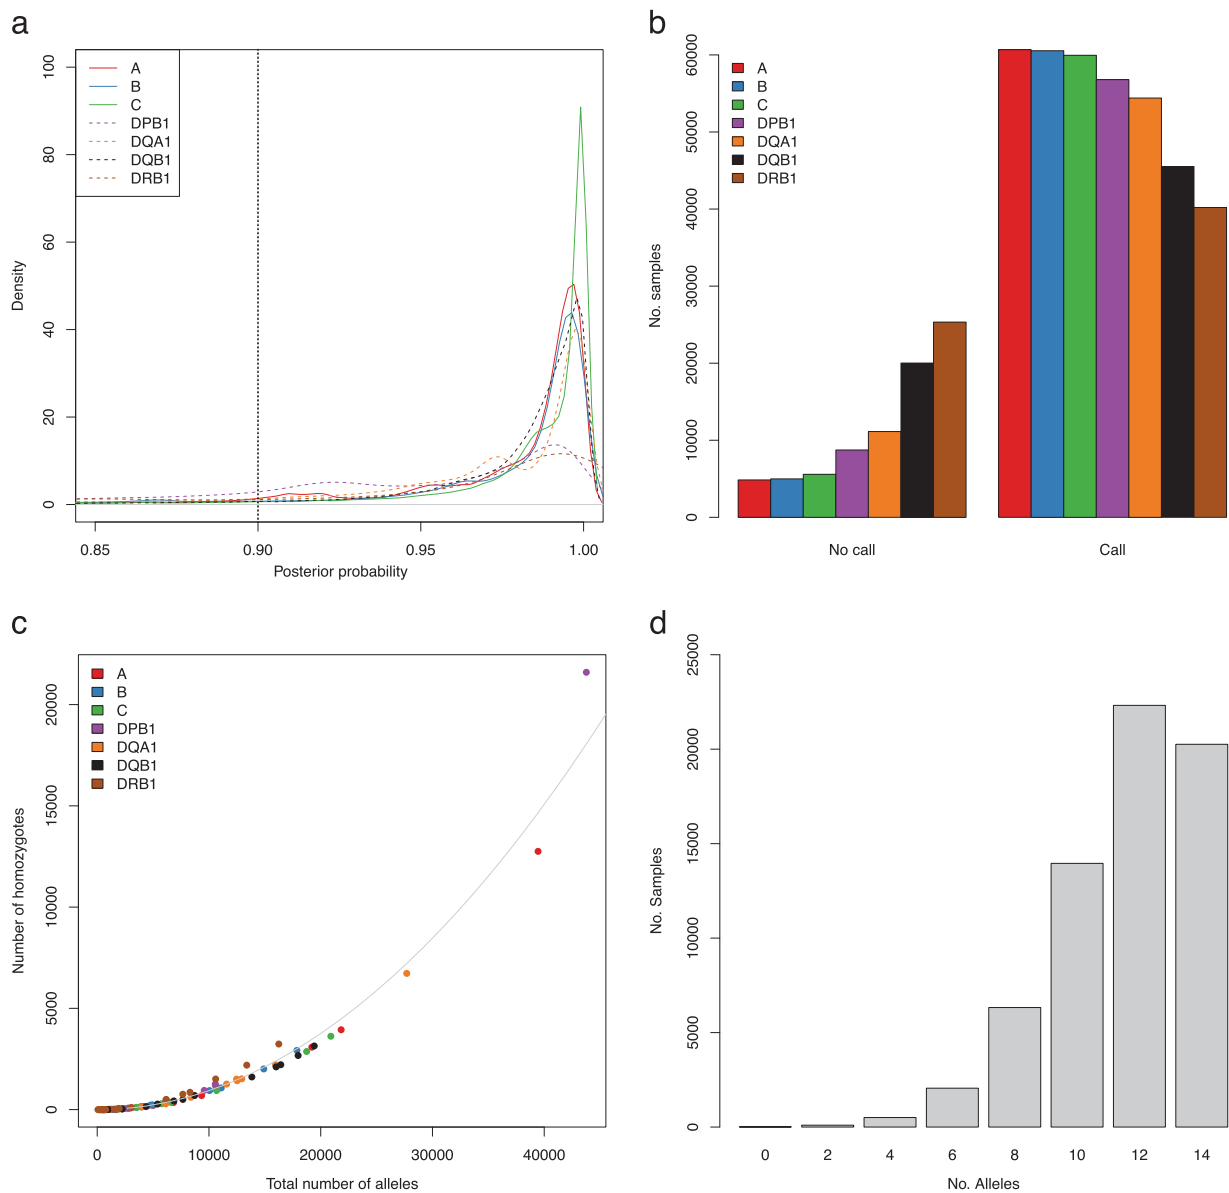 a
A
B
C
DPB1
DQA1
DQB1
DRB1
Density
0
20
40
60
80
100
0.85 0.90 0.95 1.00
Posterior probability
b
A
B
C
DPB1
DQA1
DQB1
DRB1
No. samples
0
10000
20000
30000
40000
50000
60000
No call Call
c
A
B
C
DPB1
DQA1
DQB1
DRB1
Number of homozygotes
0
5000
10000
15000
20000
0 10000 20000 30000 40000
Total number of alleles
d
No. Samples
0
5000
10000
15000
20000
25000
0 2 4 6 8 10 12 14
No. Alleles